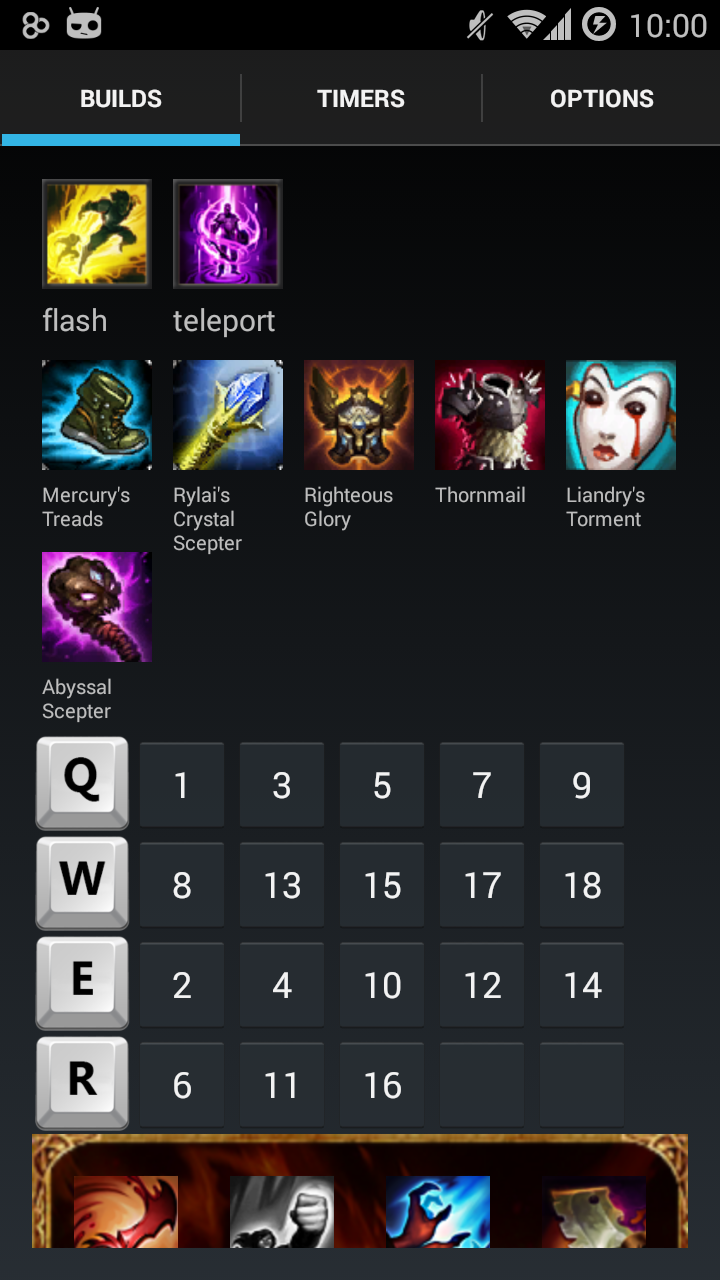 10:00
BUILDS TIMERS OPTIONS
flash teleport
Mercury's Treads
Rylai's Crystal Scepter
Righteous Glory
Thornmail
Liandry's Torment
Abyssal Scepter
Q 1 3 5 7 9
W 8 13 15 17 18
E 2 4 10 12 14
R 6 11 16